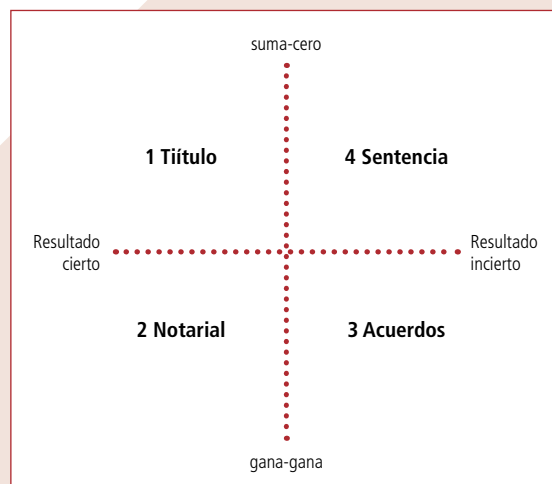 suma-cero
1 Tiítulo
4 Sentencia
Resultado
cierto
Resultado
incierto
2 Notarial
3 Acuerdos
gana-gana